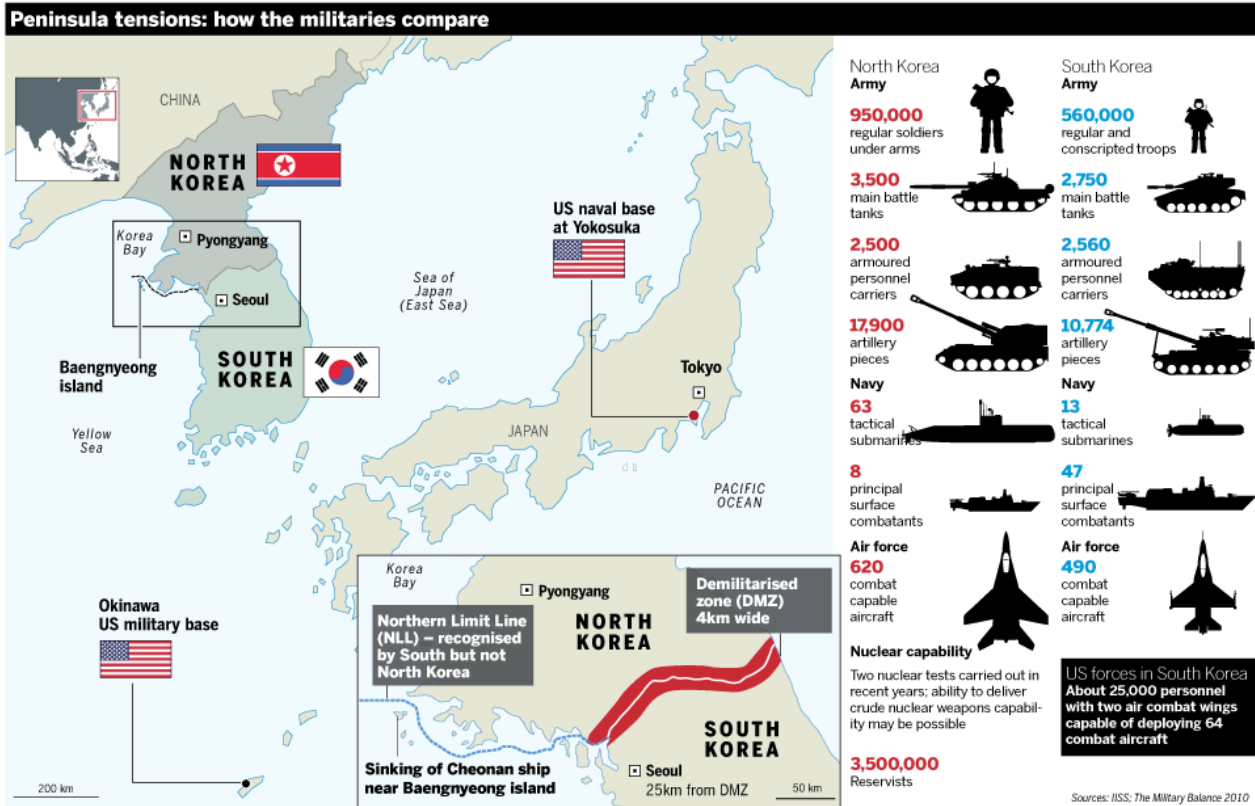 Peninsula tensions: how the militaries compare
CHINA
NORTH
KOREA
Korea
Bay
Pyongyang
Seoul
Baengnyeong
island
SOUTH
KOREA
Yellow
Sea
Sea of
Japan
(East Sea)
US naval base
at Yokosuka
Tokyo
JAPAN
PACIFIC
OCEAN
Okinawa
US military base
200 km
Korea
Bay
Pyongyang
NORTH
KOREA
Northern Limit Line
(NLL) – recognised
by South but not
North Korea
Demilitarised
zone (DMZ)
4km wide
SOUTH
KOREA
Sinking of Cheonan ship
near Baengnyeong island
Seoul
25km from DMZ
50 km
North Korea
Army
950,000
regular soldiers
under arms
3,500
main battle
tanks
2,500
armoured
personnel
carriers
17,900
artillery
pieces
Navy
63
tactical
submarines
8
principal
surface
combatants
Air force
620
combat
capable
aircraft
Nuclear capability
Two nuclear tests carried out in
recent years; ability to deliver
crude nuclear weapons capabil-
ity may be possible
3,500,000
Reservists
South Korea
Army
560,000
regular and
conscripted troops
2,750
main battle
tanks
2,560
armoured
personnel
carriers
10,774
artillery
pieces
Navy
13
tactical
submarines
47
principal
surface
combatants
Air force
490
combat
capable
aircraft
US forces in South Korea
About 25,000 personnel
with two air combat wings
capable of deploying 64
combat aircraft
Sources: IISS; The Military Balance 2010